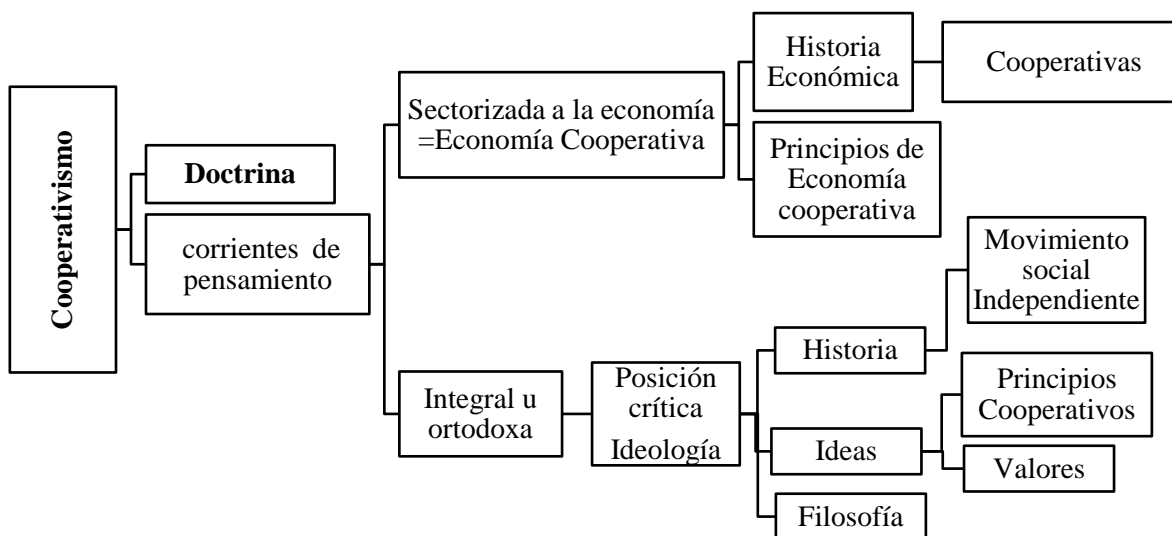 Cooperativismo
Doctrina
corrientes de
pensamiento
Sectorizada a la economía
=Economía Cooperativa
Historia
Económica
Cooperativas
Principios de
Economía
cooperativa
Integral u
ortodoxa
Posición
crítica
Ideología
Historia
Movimiento
social
Independiente
Ideas
Principios
Cooperativos
Valores
Filosofía